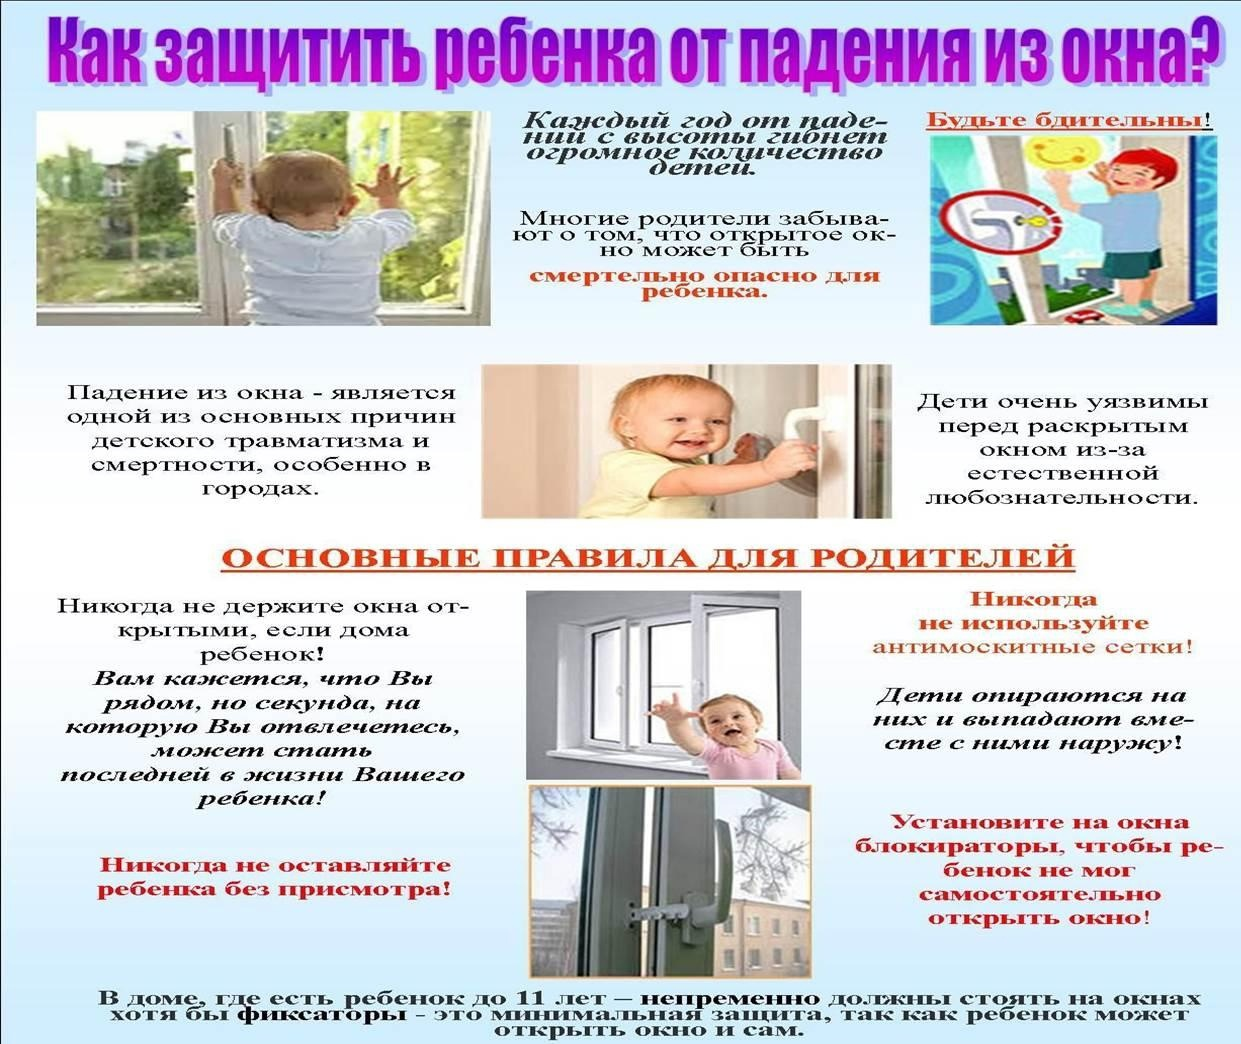 Как защитить ребенка от падения из окна?
Каждый год от паде-
ний с высоты гибнет
огромное количество
детей.
Многие родители забыва-
ют о том, что открытое ок-
но может быть
смертельно опасно для
ребенка.
Будьте бдительны!
Падение из окна - является
одной из основных причин
детского травматизма и
смертности, особенно в
городах.
Дети очень уязвимы
перед раскрытым
окном из-за
естественной
любознательности.
ОСНОВНЫЕ ПРАВИЛА ДЛЯ РОДИТЕЛЕЙ
Никогда не держите окна от-
крытыми, если дома
ребенок!
Вам кажется, что Вы
рядом, но секунда, на
которую Вы отвлечетесь,
может стать
последней в жизни Вашего
ребенка!
Никогда не оставляйте
ребенка без присмотра!
Никогда
не используйте
антимоскитные сетки!
Дети опираются на
них и выпадают вме-
сте с ними наружу!
Установите на окна
блокираторы, чтобы ре-
бенок не мог
самостоятельно
открыть окно!
В доме, где есть ребенок до 11 лет – непременно должны стоять на окнах
хотя бы фиксаторы - это минимальная защита, так как ребенок может
открыть окно и сам.